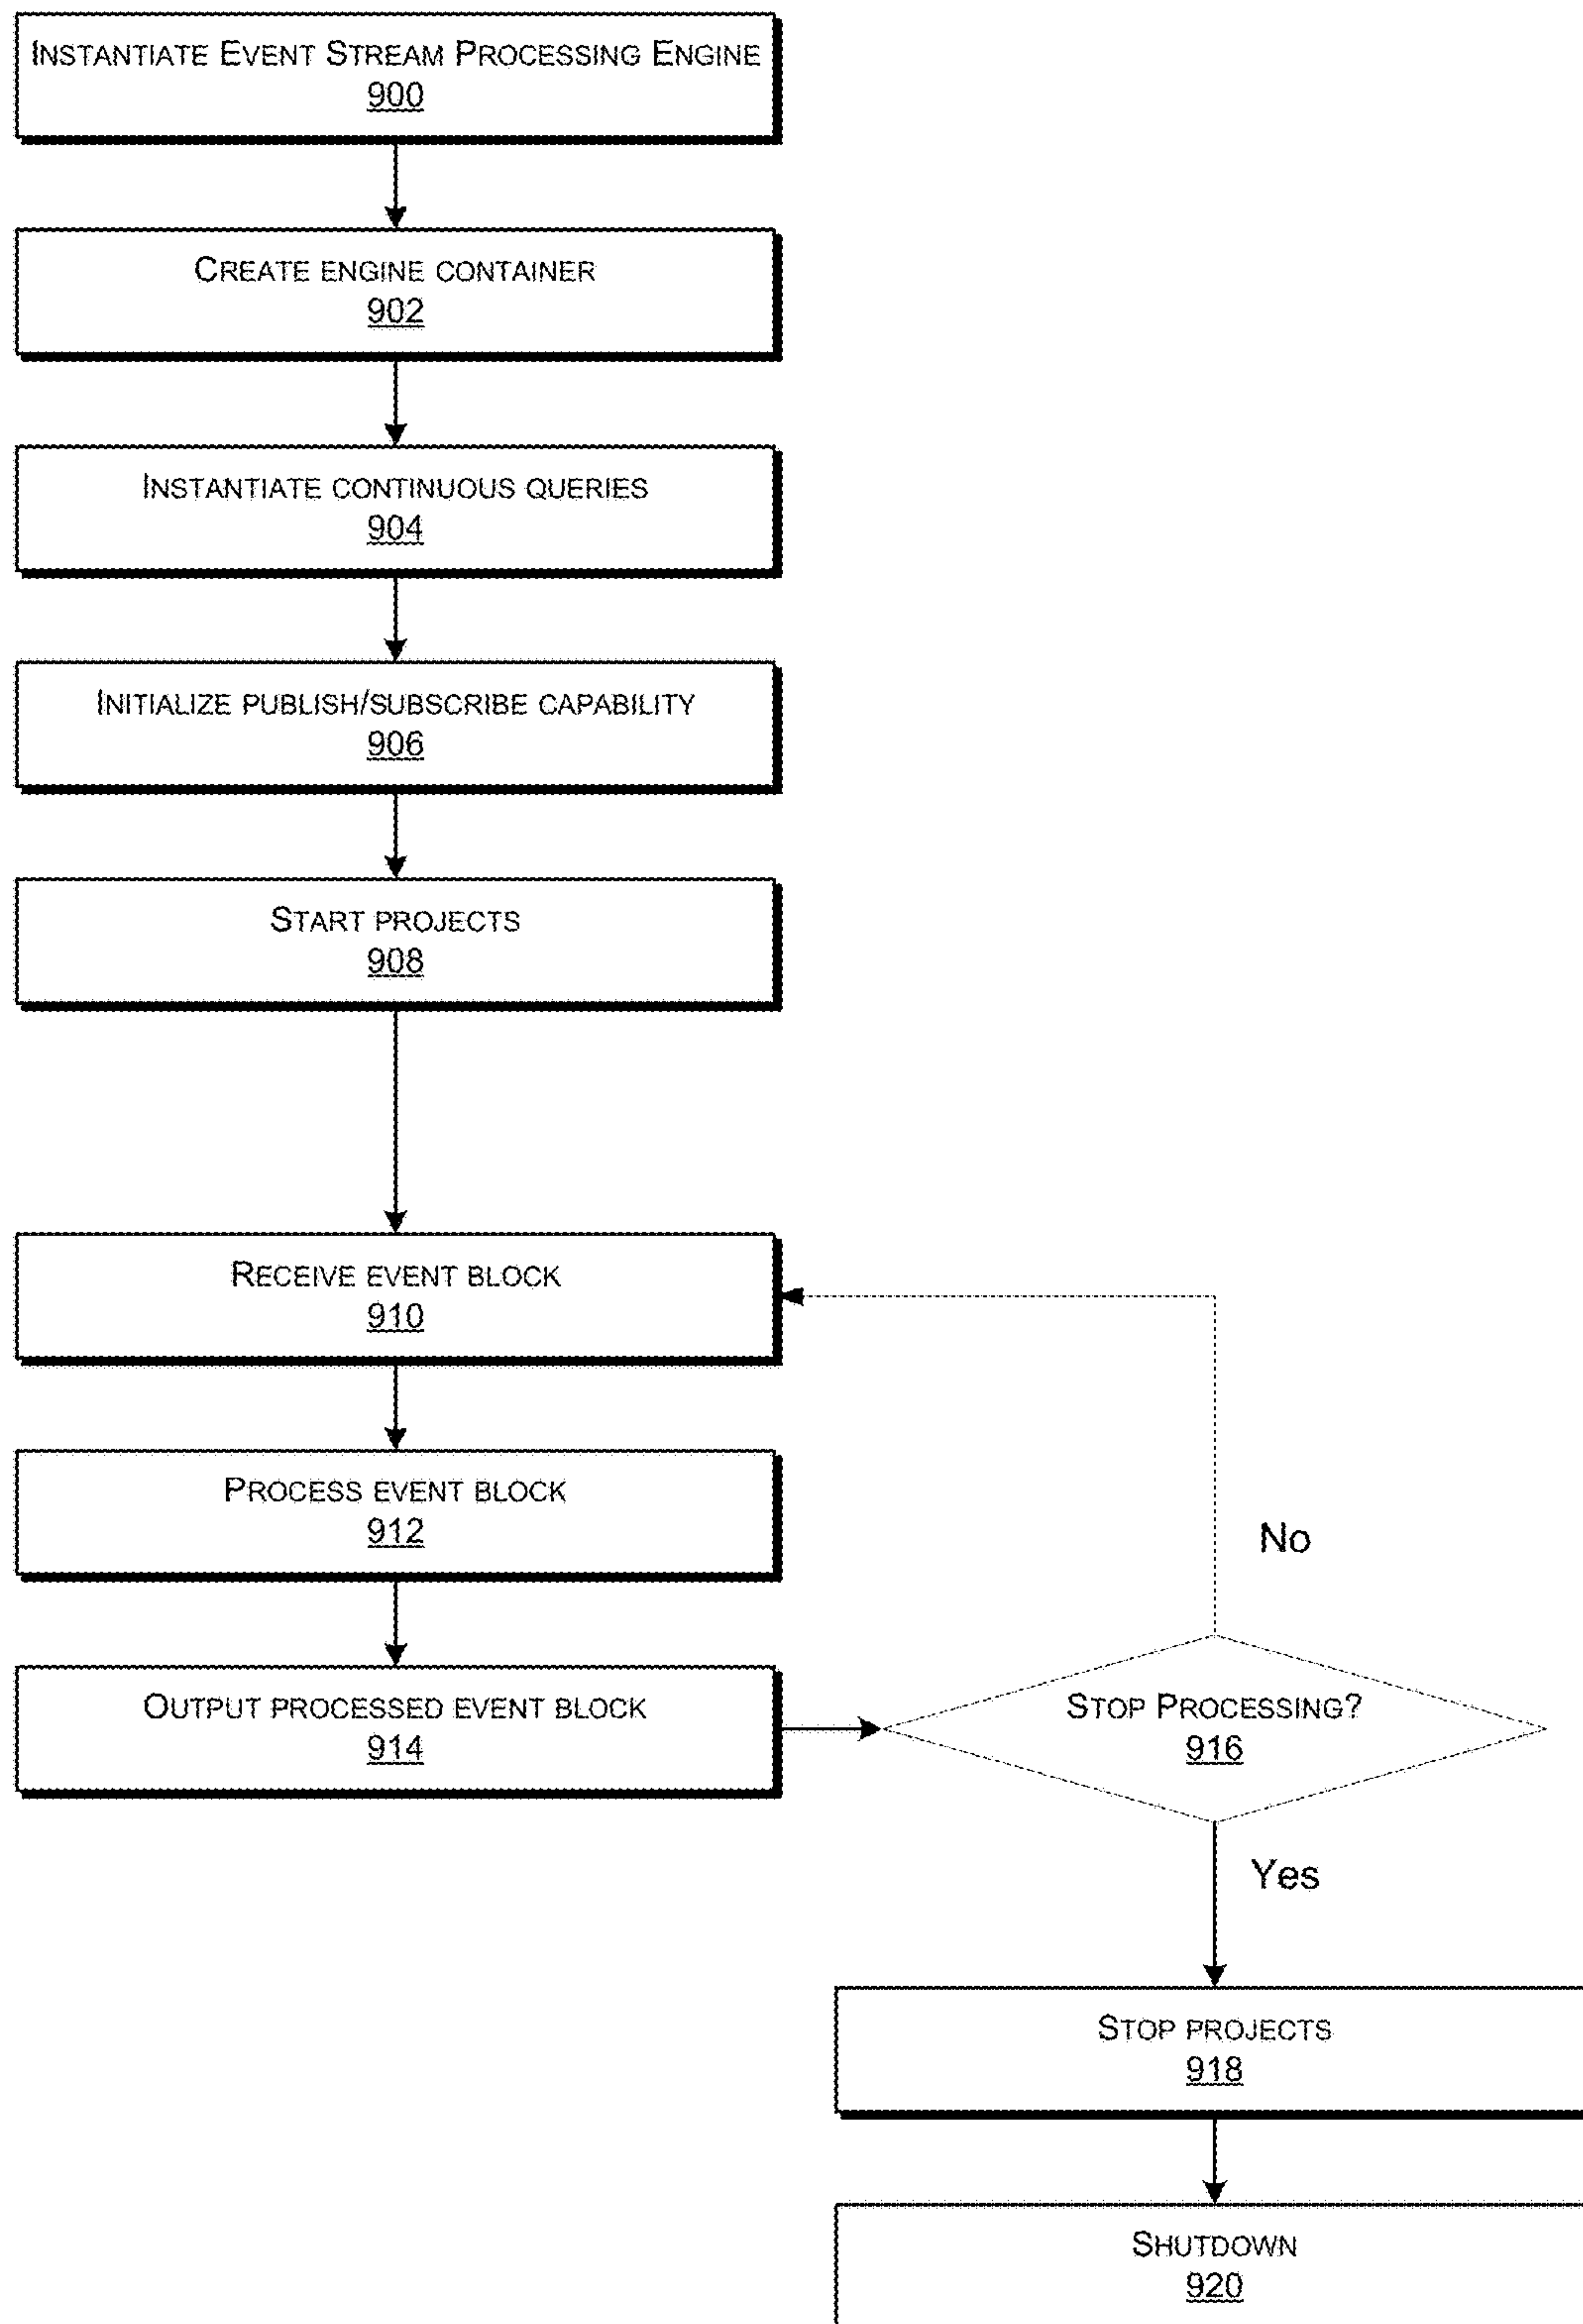 INSTANTIATE EVENT STREAM PROCESSING ENGINE
900
CREATE ENGINE CONTAINER
902
INSTANTIATE CONTINUOUS QUERIES
904
INITIALIZE PUBLISH/SUBSCRIBE CAPABILITY
906
START PROJECTS
908
RECEIVE EVENT BLOCK
910
PROCESS EVENT BLOCK
912
No
OUTPUT PROCESSED EVENT BLOCK
914
STOP PROCESSING?
916
Yes
STOP PROJECTS
918
SHUTDOWN
920